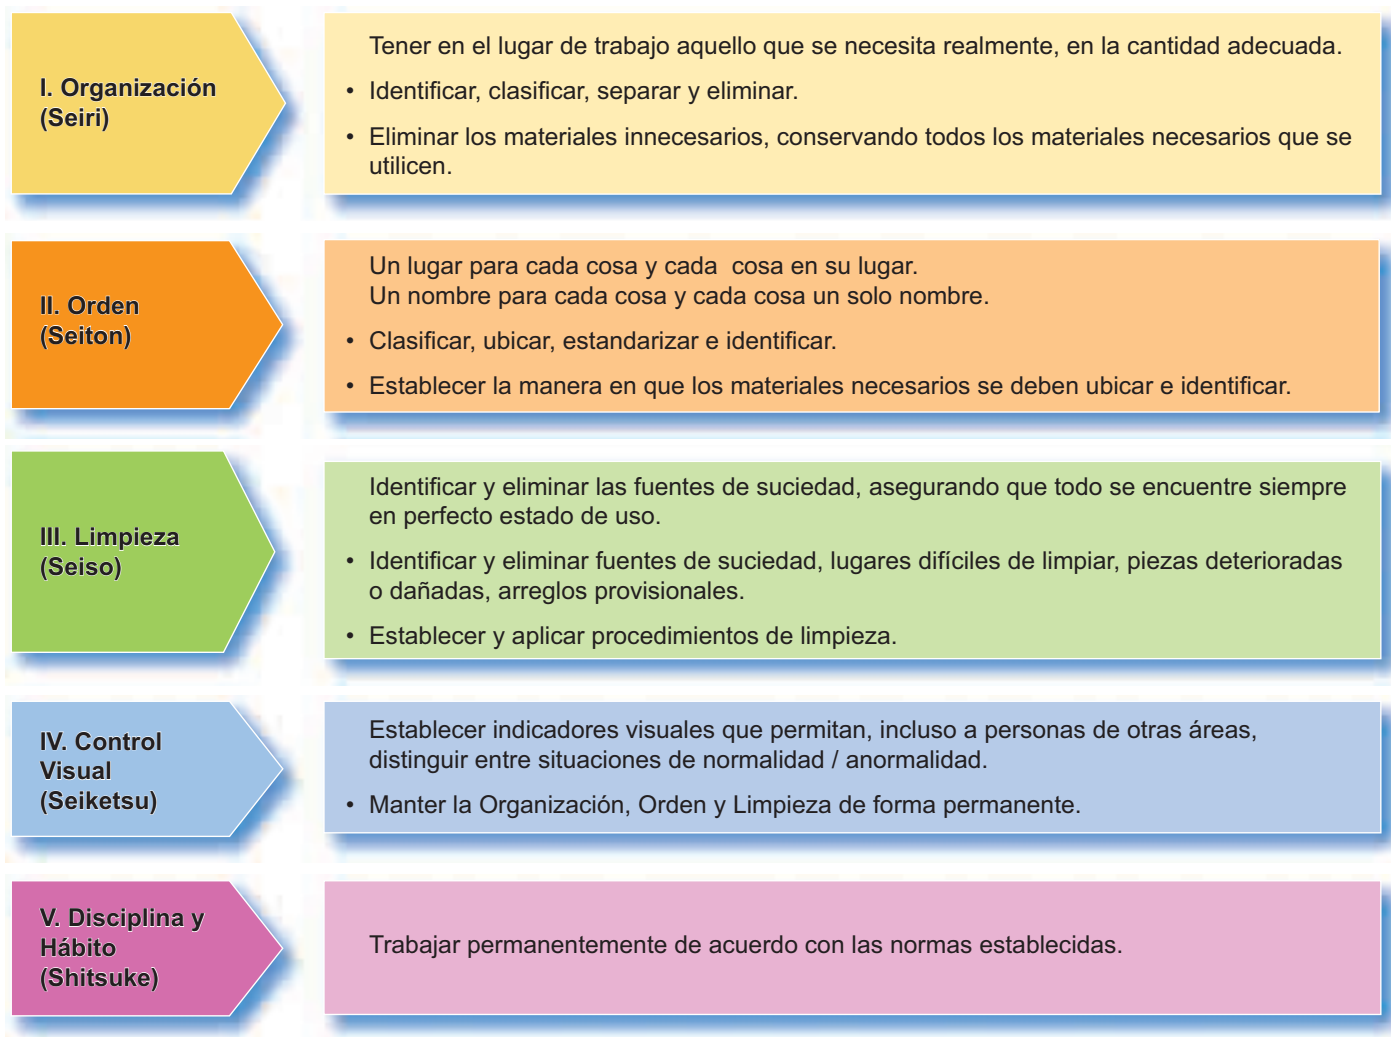 I. Organización
(Seiri)
Tener en el lugar de trabajo aquello que se necesita realmente, en la cantidad adecuada.
• Identificar, clasificar, separar y eliminar.
• Eliminar los materiales innecesarios, conservando todos los materiales necesarios que se
utilicen.
II. Orden
(Seiton)
Un lugar para cada cosa y cada cosa en su lugar.
Un nombre para cada cosa y cada cosa un solo nombre.
• Clasificar, ubicar, estandarizar e identificar.
• Establecer la manera en que los materiales necesarios se deben ubicar e identificar.
III. Limpieza
(Seiso)
Identificar y eliminar las fuentes de suciedad, asegurando que todo se encuentre siempre
en perfecto estado de uso.
• Identificar y eliminar fuentes de suciedad, lugares difíciles de limpiar, piezas deterioradas
o dañadas, arreglos provisionales.
• Establecer y aplicar procedimientos de limpieza.
IV. Control
Visual
(Seiketsu)
Establecer indicadores visuales que permitan, incluso a personas de otras áreas,
distinguir entre situaciones de normalidad / anormalidad.
• Manter la Organización, Orden y Limpieza de forma permanente.
V. Disciplina y
Hábito
(Shitsuke)
Trabajar permanentemente de acuerdo con las normas establecidas.